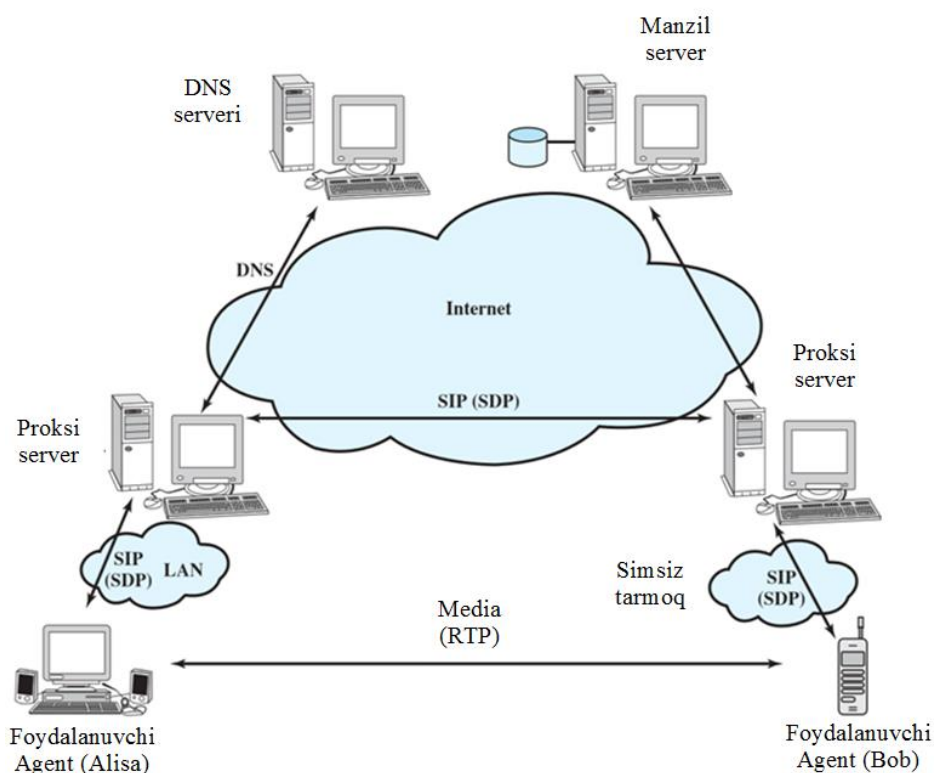 Manzil
server
DNS
serveri
DNS
Internet
Proksi
server
SIP (SDP)
Proksi
server
SIP
(SDP)
LAN
Simsiz
tarmoq
SIP
(SDP)
Media
(RTP)
Foydalanuvchi
Agent (Alisa)
Foydalanuvchi
Agent (Bob)